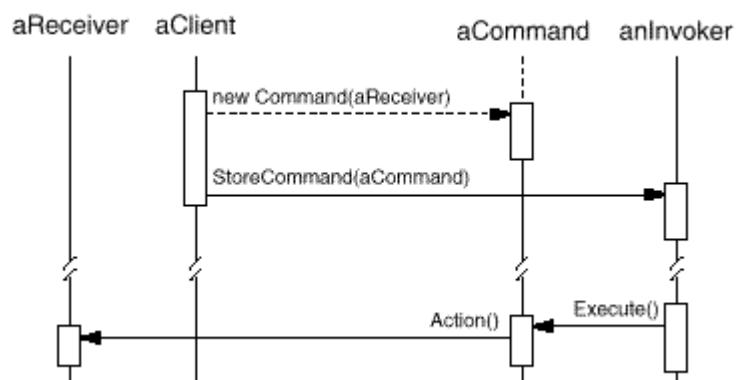 aReceiver aClient aCommand anInvoker
new Command(aReceiver)
StoreCommand(aCommand)
Execute()
Action()